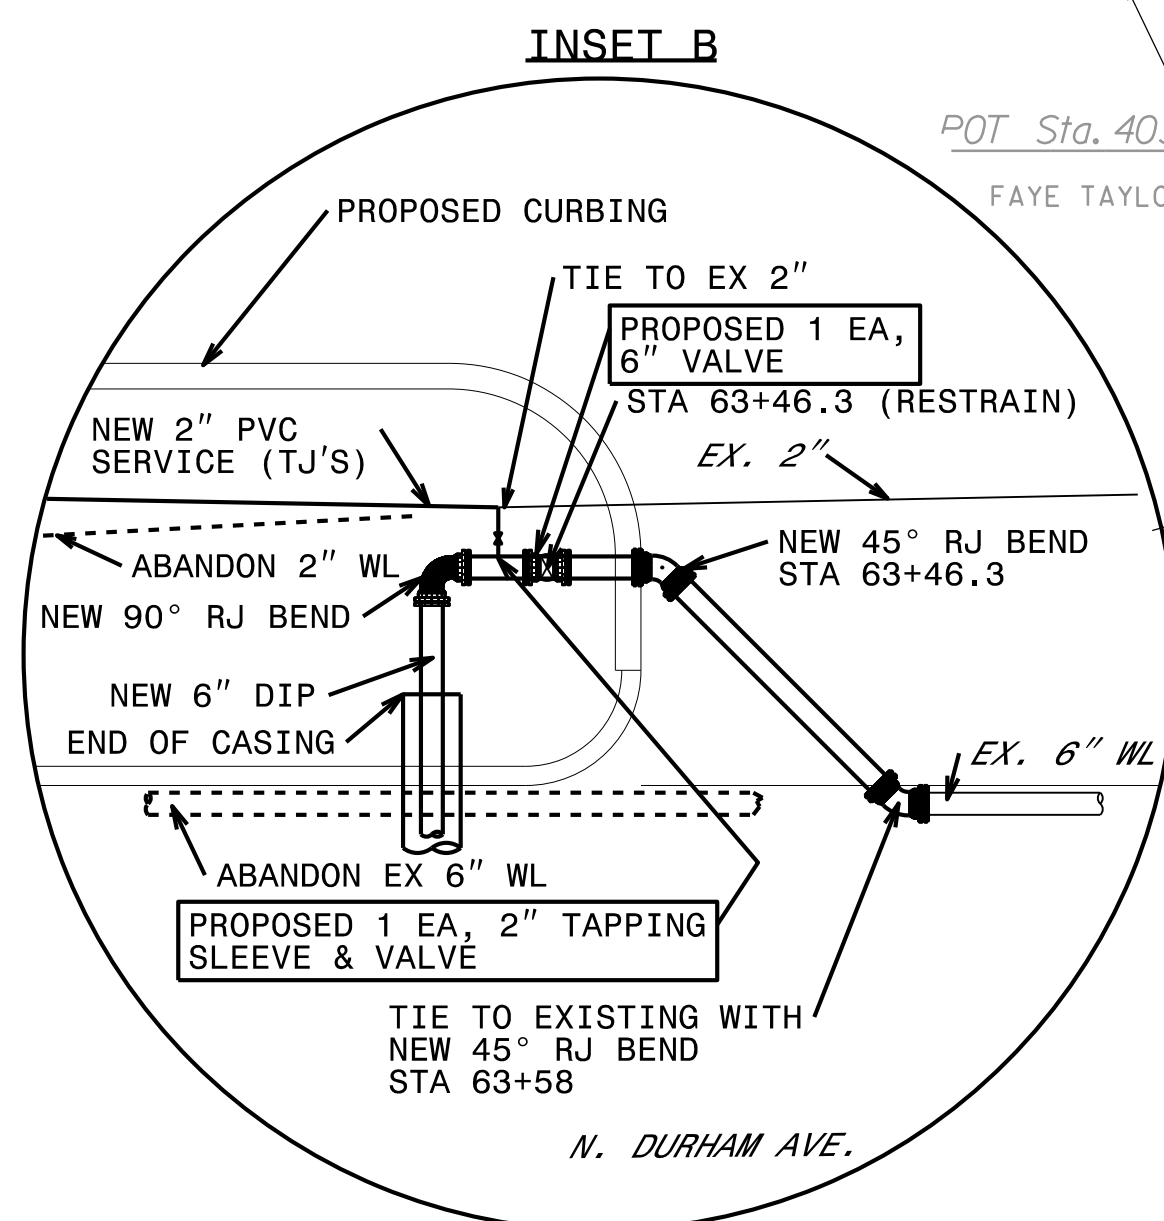 INSET B
POT Sta. 40
FAYE TAYLO
PROPOSED CURBING
TIE TO EX 2"
PROPOSED 1 EA,
6" VALVE
STA 63+46.3 (RESTRAIN)
NEW 2" PVC
SERVICE (TJ'S)
EX. 2"
NEW 45° RJ BEND
STA 63+46.3
ABANDON 2" WL
NEW 90° RJ BEND
NEW 6" DIP
END OF CASING
EX. 6" WL
ABANDON EX 6" WL
PROPOSED 1 EA, 2" TAPPING
SLEEVE & VALVE
TIE TO EXISTING WITH
NEW 45° RJ BEND
STA 63+58
N. DURHAM AVE.